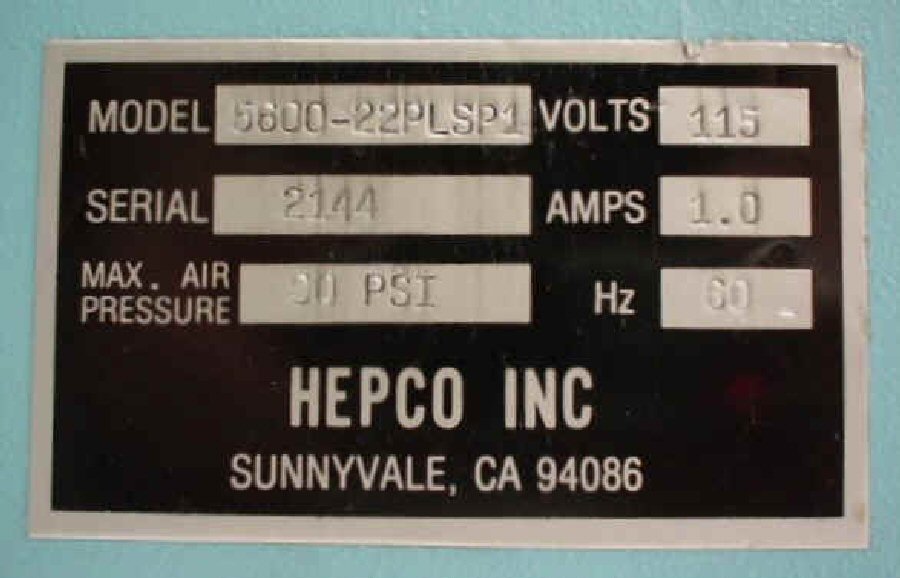 MODEL 5600-22PLSP1 VOLTS 115
SERIAL 2144 AMPS 1.0
MAX. AIR
PRESSURE PSI Hz 60
HEPCO INC
SUNNYVALE, CA 94086